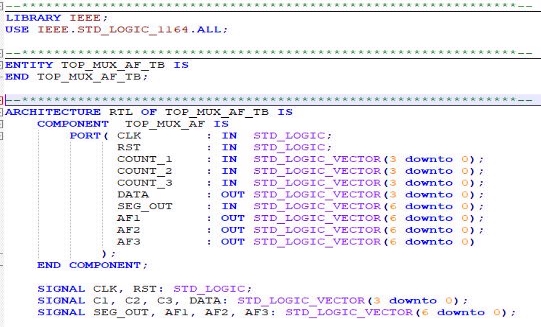 --*******************************************************--
LIBRARY IEEE;
USE IEEE.STD_LOGIC_1164.ALL;
--*******************************************************--
ENTITY TOP_MUX_AF_TB IS
END TOP_MUX_AF_TB;
--*******************************************************--
ARCHITECTURE RTL OF TOP_MUX_AF_TB IS
COMPONENT TOP_MUX_AF IS
PORT( CLK : IN STD_LOGIC;
RST : IN STD_LOGIC;
COUNT_1 : IN STD_LOGIC_VECTOR(3 downto 0);
COUNT_2 : IN STD_LOGIC_VECTOR(3 downto 0);
COUNT_3 : IN STD_LOGIC_VECTOR(3 downto 0);
DATA : OUT STD_LOGIC_VECTOR(3 downto 0);
SEG_OUT : IN STD_LOGIC_VECTOR(6 downto 0);
AF1 : OUT STD_LOGIC_VECTOR(6 downto 0);
AF2 : OUT STD_LOGIC_VECTOR(6 downto 0);
AF3 : OUT STD_LOGIC_VECTOR(6 downto 0)
);
END COMPONENT;
SIGNAL CLK, RST: STD_LOGIC;
SIGNAL C1, C2, C3, DATA: STD_LOGIC_VECTOR(3 downto 0);
SIGNAL SEG_OUT, AF1, AF2, AF3: STD_LOGIC_VECTOR(6 downto 0);